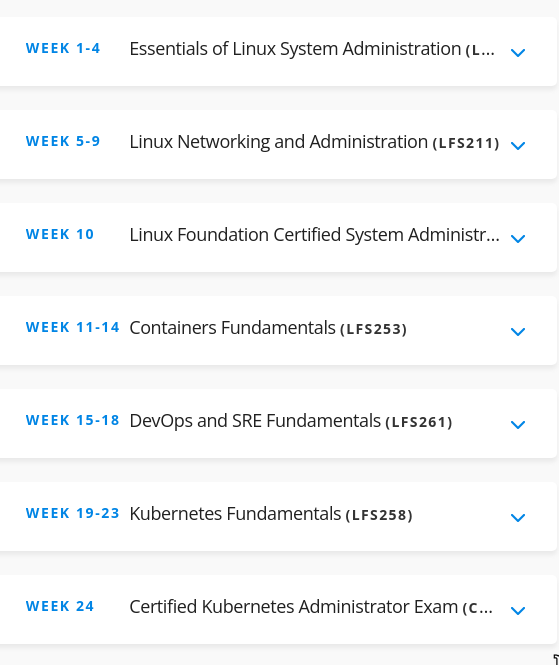 WEEK 1-4 Essentials of Linux System Administration (L...
WEEK 5-9 Linux Networking and Administration (LFS211)
WEEK 10 Linux Foundation Certified System Administr...
WEEK 11-14 Containers Fundamentals (LFS253)
WEEK 15-18 DevOps and SRE Fundamentals (LFS261)
WEEK 19-23 Kubernetes Fundamentals (LFS258)
WEEK 24 Certified Kubernetes Administrator Exam (C...